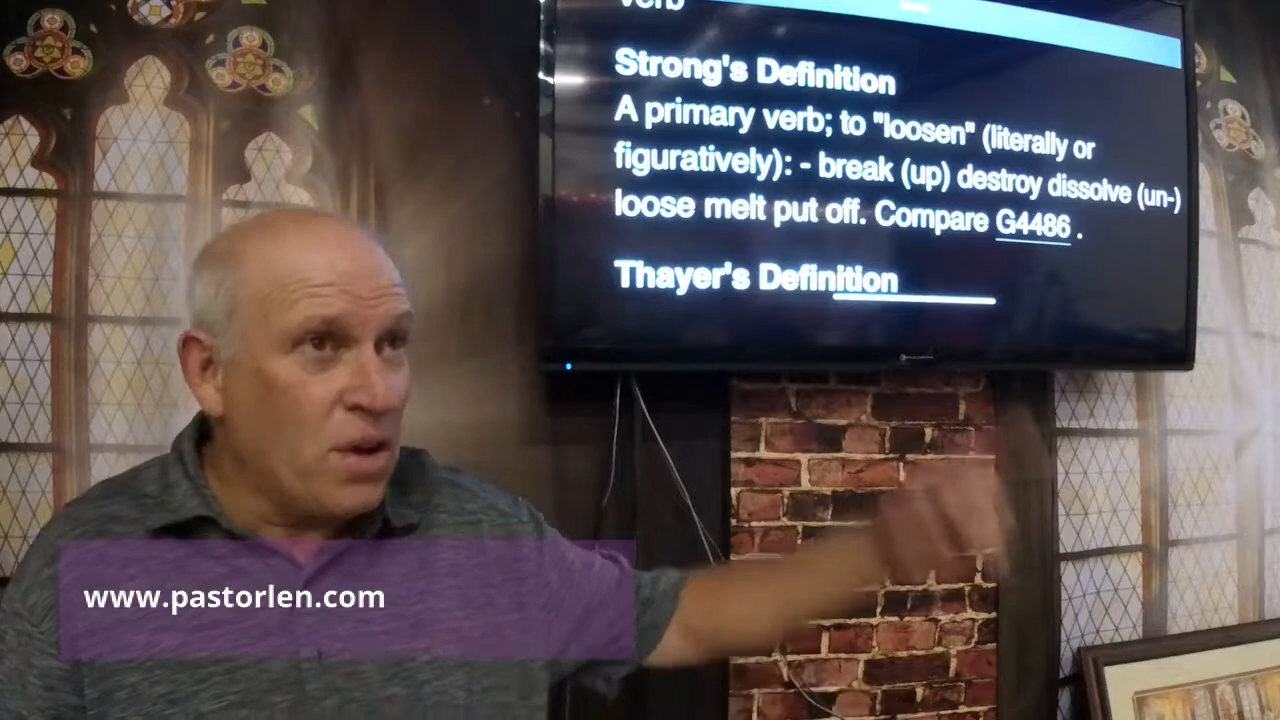 verb
Strong's Definition
A primary verb; to "loosen" (literally or
figuratively): - break (up) destroy dissolve (un-)
loose melt put off. Compare G4486 .
Thayer's Definition
www.pastorlen.com